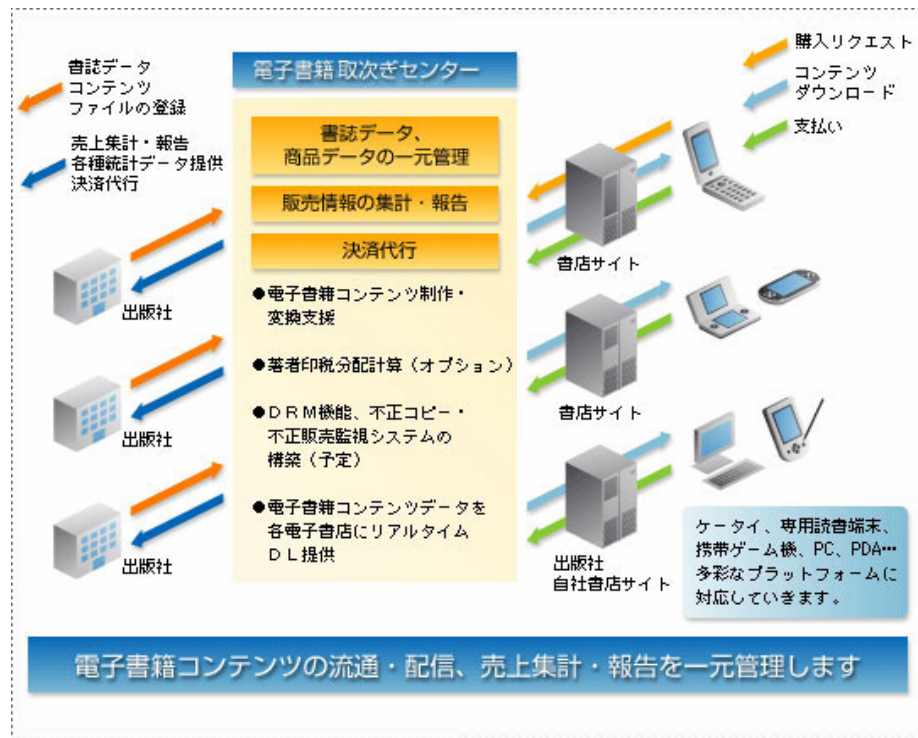 書誌データ
コンテンツ
ファイルの登録
売上集計・報告
各種統計データ提供
決済代行
電子書籍取次ぎセンター
書誌データ、
商品データの一元管理
販売情報の集計・報告
決済代行
●電子書籍コンテンツ制作・
変換支援
●著者印税分配計算(オプション)
●DRM機能、不正コピー・
不正販売監視システムの
構築(予定)
●電子書籍コンテンツデータを
各電子書店にリアルタイム
DL提供
購入リクエスト
コンテンツ
ダウンロード
支払い
出版社
出版社
出版社
書店サイト
書店サイト
出版社
自社書店サイト
ケータイ、専用読書端末、
携帯ゲーム機、PC、PDA…
多彩なプラットフォームに
対応していきます。
電子書籍コンテンツの流通・配信、売上集計・報告を一元管理します